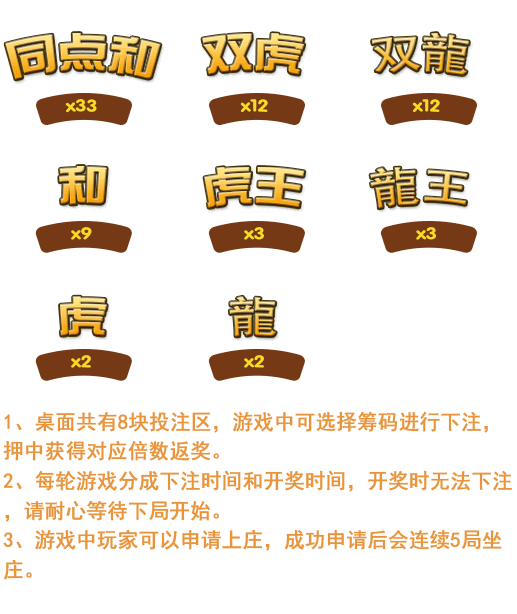 同点和 双虎 双龍
x33 x12 x12
和 虎王 龍王
x9 x3 x3
虎 龍
x2 x2
1、桌面共有8块投注区，游戏中可选择筹码进行下注，
押中获得对应倍数返奖。
2、每轮游戏分成下注时间和开奖时间，开奖时无法下注
，请耐心等待下局开始。
3、游戏中玩家可以申请上庄，成功申请后会连续5局坐
庄。